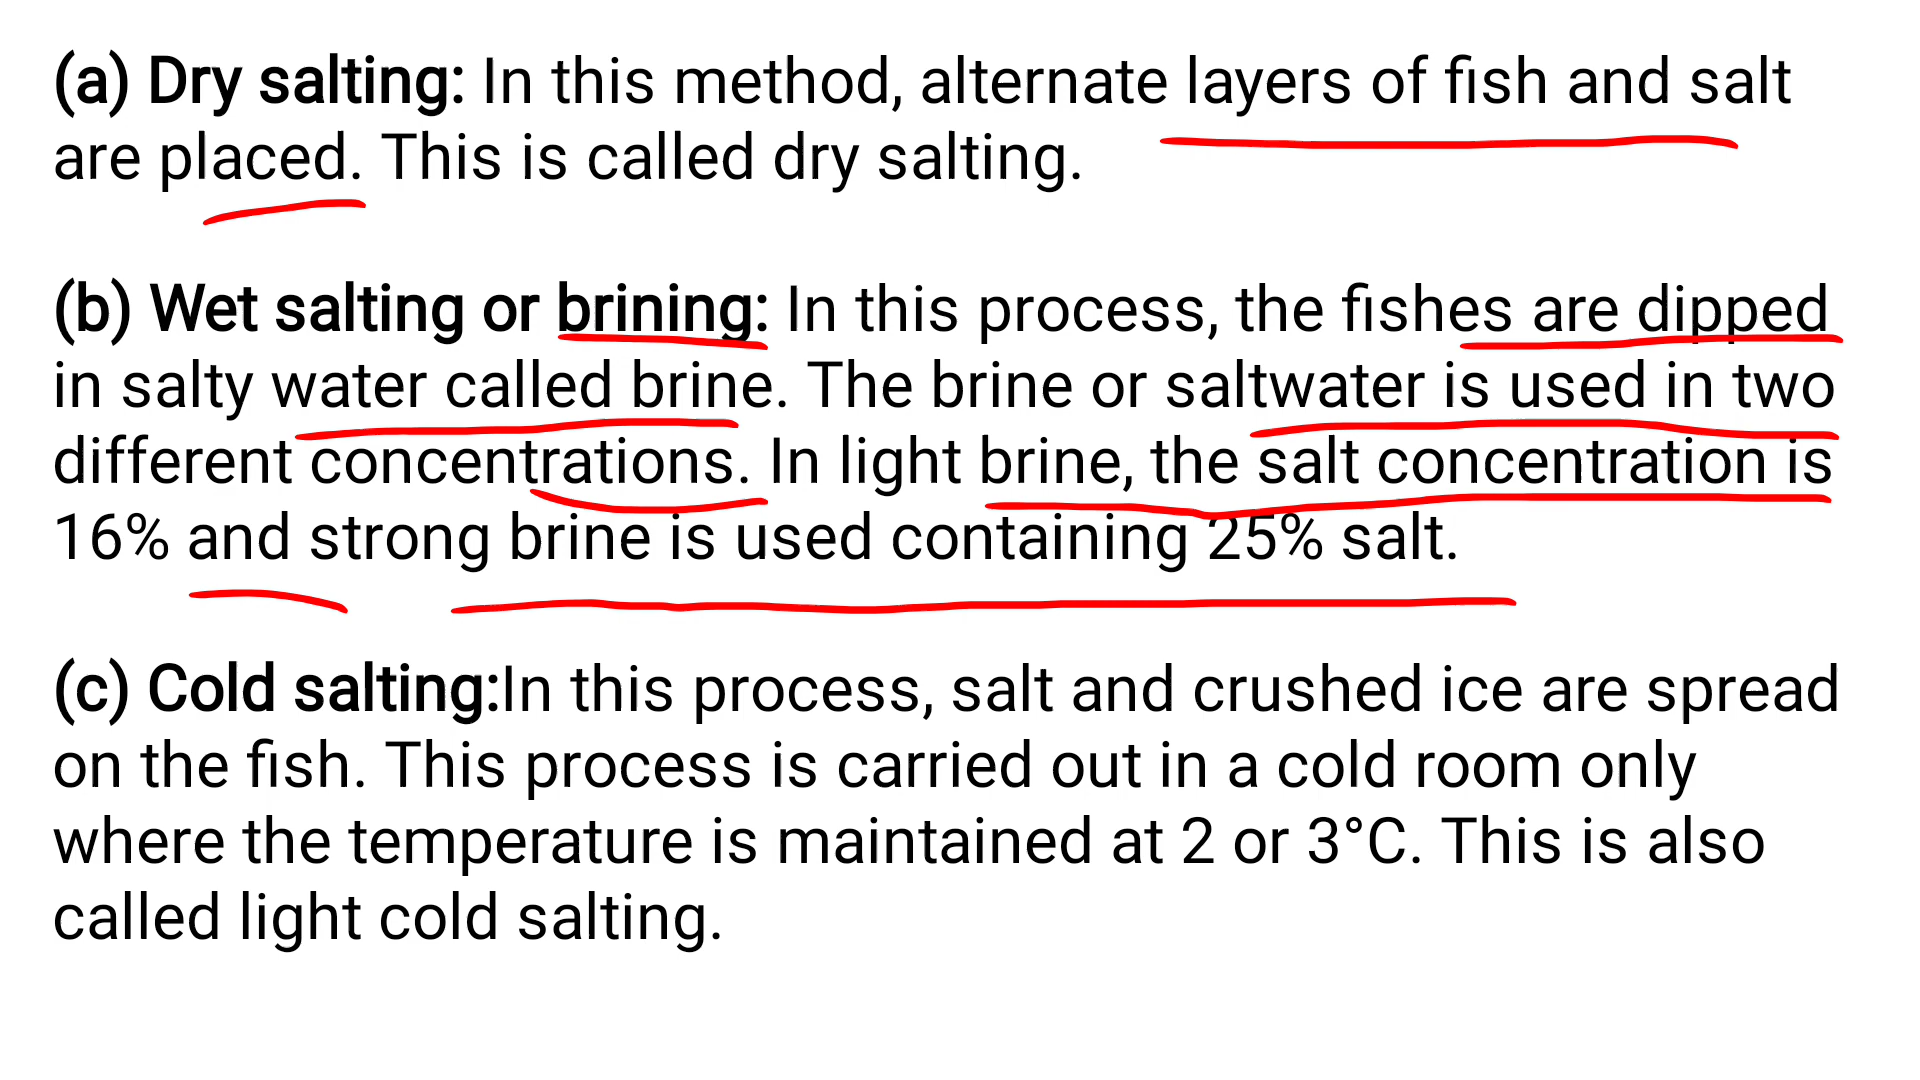 (a) Dry salting: In this method, alternate layers of fish and salt
are placed. This is called dry salting.
(b) Wet salting or brining: In this process, the fishes are dipped
in salty water called brine. The brine or saltwater is used in two
different concentrations. In light brine, the salt concentration is
16% and strong brine is used containing 25% salt.
(c) Cold salting:In this process, salt and crushed ice are spread
on the fish. This process is carried out in a cold room only
where the temperature is maintained at 2 or 3°C. This is also
called light cold salting.